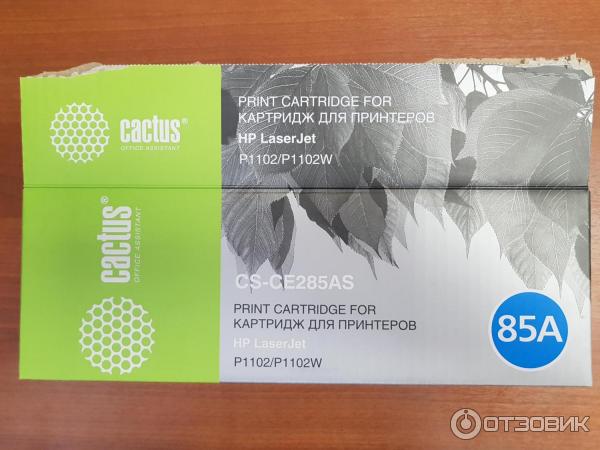 cactus®
OFFICE ASSISTANT
PRINT CARTRIDGE FOR
КАРТРИДЖ ДЛЯ ПРИНТЕРОВ
HP LaserJet
P1102/P1102W
cactus®
OFFICE ASSISTANT
CS-CE285AS
PRINT CARTRIDGE FOR
КАРТРИДЖ ДЛЯ ПРИНТЕРОВ
HP LaserJet
P1102/P1102W
85A
ОТЗОВИК